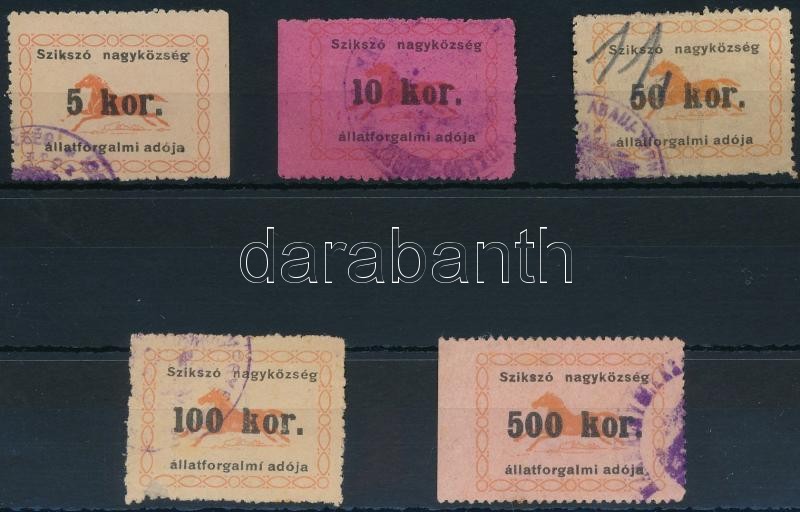 Szikszó nagyközség
5 kor.
állatforgalmi adója
Szikszó nagyközség
10 kor.
állatforgalmi adója
11,
Szikszó nagyközség
50 kor.
állatforgalmi adója
darabanth
Szikszó nagyközség
100 kor.
állatforgalmi adója
Szikszó nagyközség
500 kor.
állatforgalmi adója